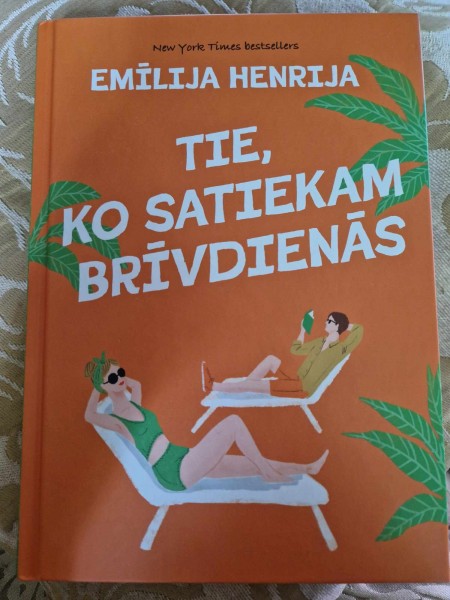 New York Times bestsellers
EMĪLIJA HENRIJA
TIE,
KO SATIEKAM
BRĪVDIENĀS